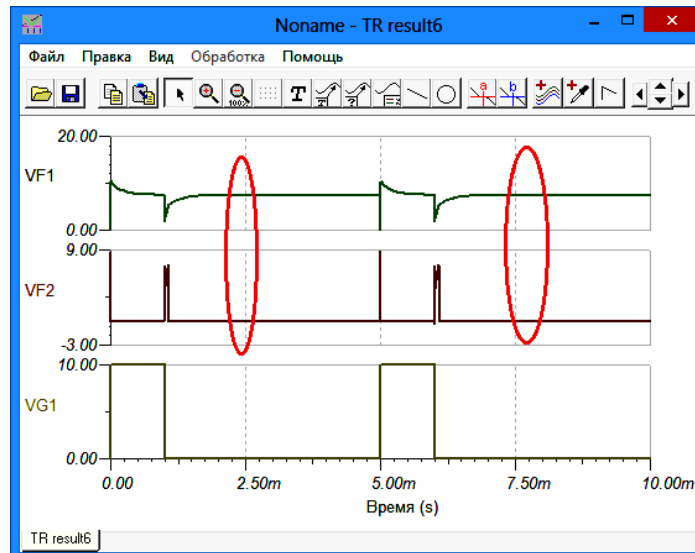 Noname - TR result6
Файл Правка Вид Обработка Помощь
T
100%
T
?
a
b
20.00
VF1
0.00
9.00
VF2
-3.00
10.00
VG1
0.00
0.00 2.50m 5.00m 7.50m 10.00m
Время (s)
TR result6